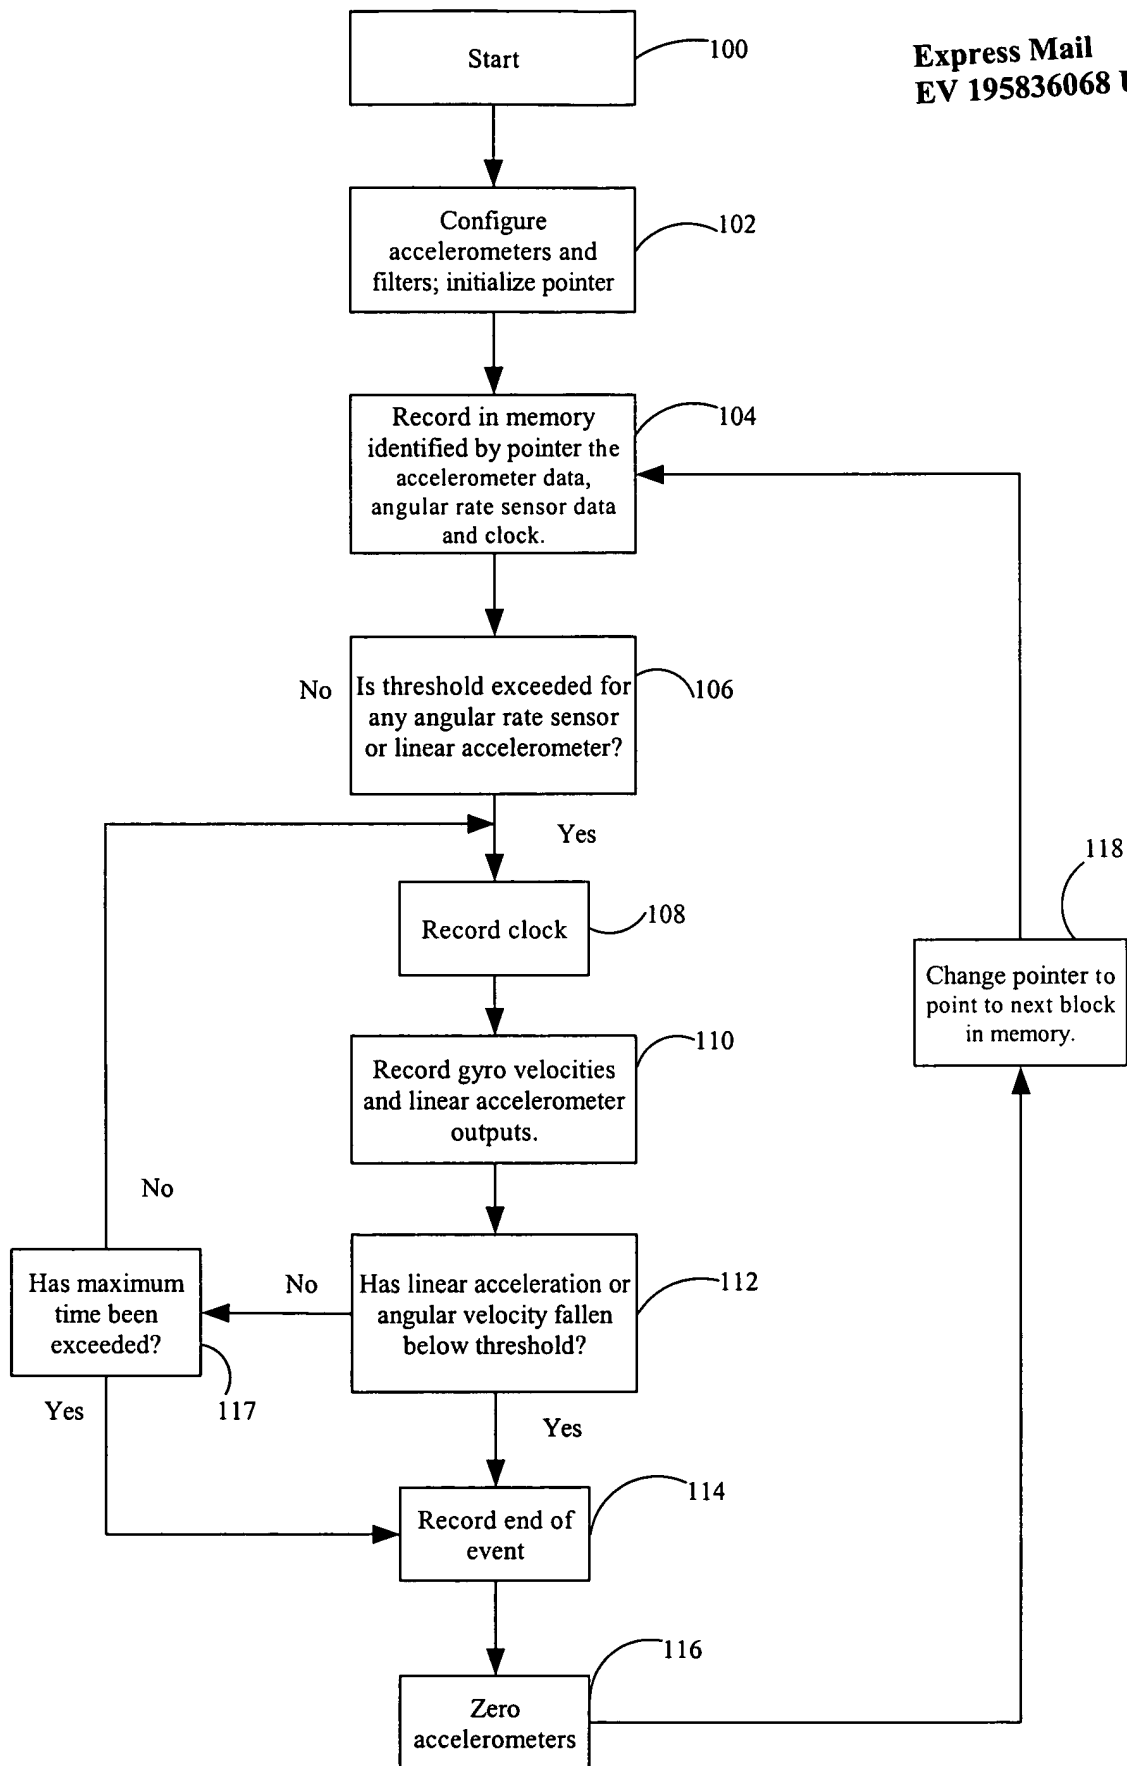 Start
100
Express Mail
EV 195836068
Configure
accelerometers and
filters; initialize pointer
102
Record in memory
identified by pointer the
accelerometer data,
angular rate sensor data
and clock.
104
No
Is threshold exceeded for
any angular rate sensor
or linear accelerometer?
106
Yes
Record clock
108
118
Change pointer to
point to next block
in memory.
Record gyro velocities
and linear accelerometer
outputs.
110
No
Has maximum
time been
exceeded?
117
No
Has linear acceleration or
angular velocity fallen
below threshold?
112
Yes
Yes
Record end of
event
114
Zero
accelerometers
116